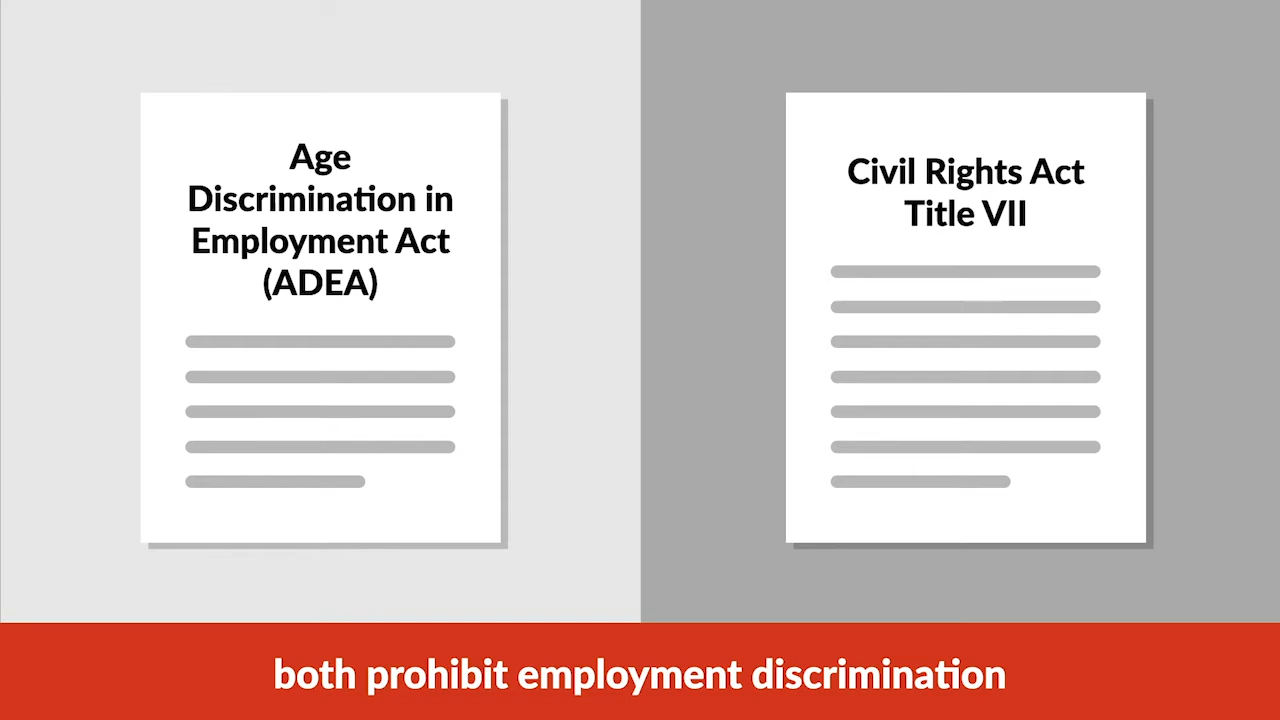 Age
Discrimination in
Employment Act
(ADEA)
Civil Rights Act
Title VII
both prohibit employment discrimination